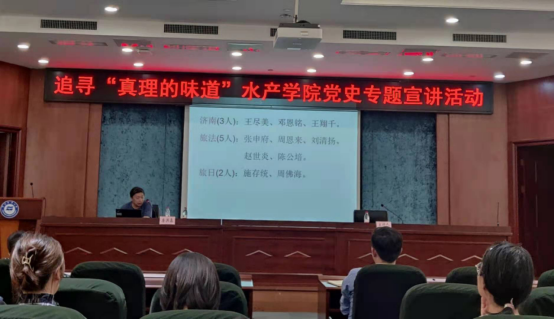 追寻“真理的味道”水产学院党史专题宣讲活动
济南(3人)：王尽美、邓恩铭、王翔千、
旅法(5人)：张申府、周恩来、刘清扬、
赵世炎、陈公培、
旅日(2人)：施存统、周佛海、